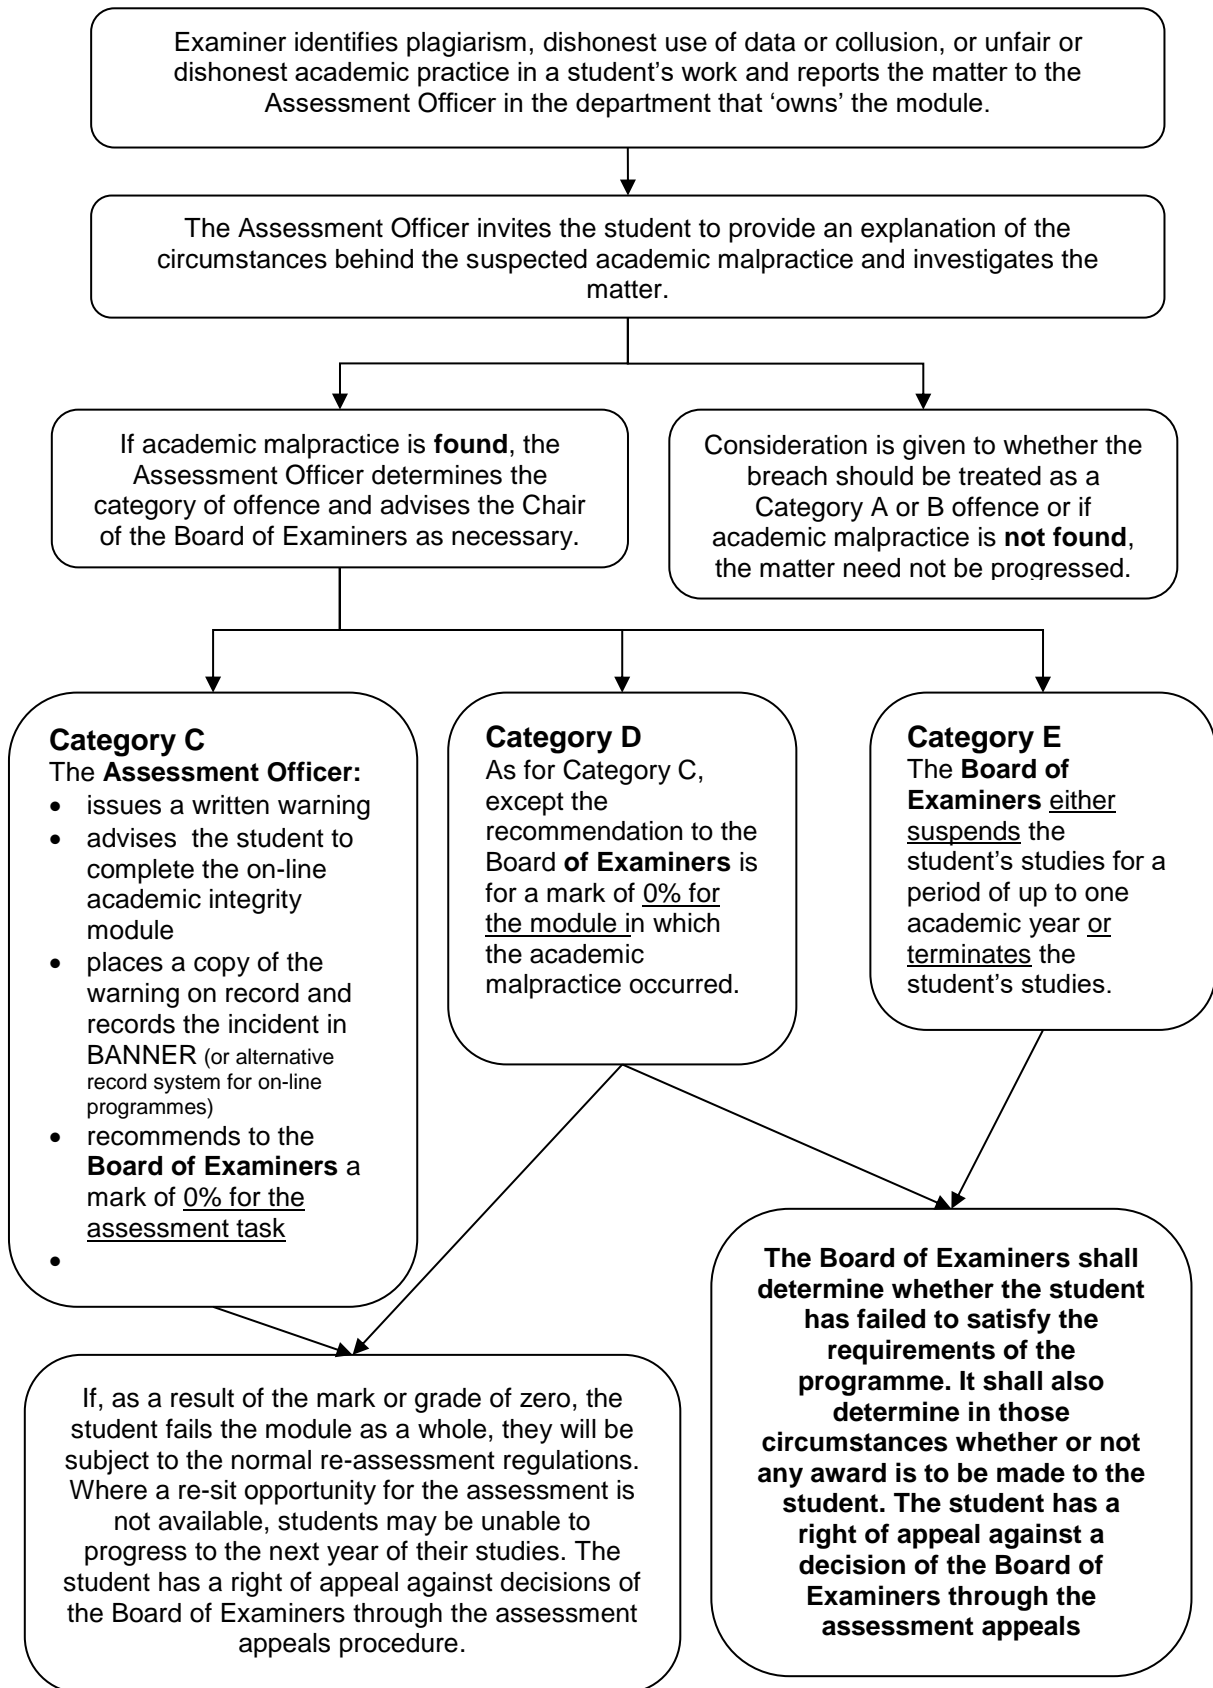 Examiner identifies plagiarism, dishonest use of data or collusion, or unfair or
dishonest academic practice in a student’s work and reports the matter to the
Assessment Officer in the department that ‘owns’ the module.
The Assessment Officer invites the student to provide an explanation of the
circumstances behind the suspected academic malpractice and investigates the
matter.
If academic malpractice is found, the
Assessment Officer determines the
category of offence and advises the Chair
of the Board of Examiners as necessary.
Consideration is given to whether the
breach should be treated as a
Category A or B offence or if
academic malpractice is not found,
the matter need not be progressed.
Category C
The Assessment Officer:
• issues a written warning
• advises  the student to
complete the on-line
academic integrity
module
• places a copy of the
warning on record and
records the incident in
BANNER (or alternative
record system for on-line
programmes)
• recommends to the
Board of Examiners a
mark of 0% for the
assessment task
•
Category D
As for Category C,
except the
recommendation to the
Board of Examiners is
for a mark of 0% for
the module in which
the academic
malpractice occurred.
Category E
The Board of
Examiners either
suspends the
student’s studies for a
period of up to one
academic year or
terminates the
student’s studies.
If, as a result of the mark or grade of zero, the
student fails the module as a whole, they will be
subject to the normal re-assessment regulations.
Where a re-sit opportunity for the assessment is
not available, students may be unable to
progress to the next year of their studies. The
student has a right of appeal against decisions of
the Board of Examiners through the assessment
appeals procedure.
The Board of Examiners shall
determine whether the student
has failed to satisfy the
requirements of the
programme. It shall also
determine in those
circumstances whether or not
any award is to be made to the
student. The student has a
right of appeal against a
decision of the Board of
Examiners through the
assessment appeals